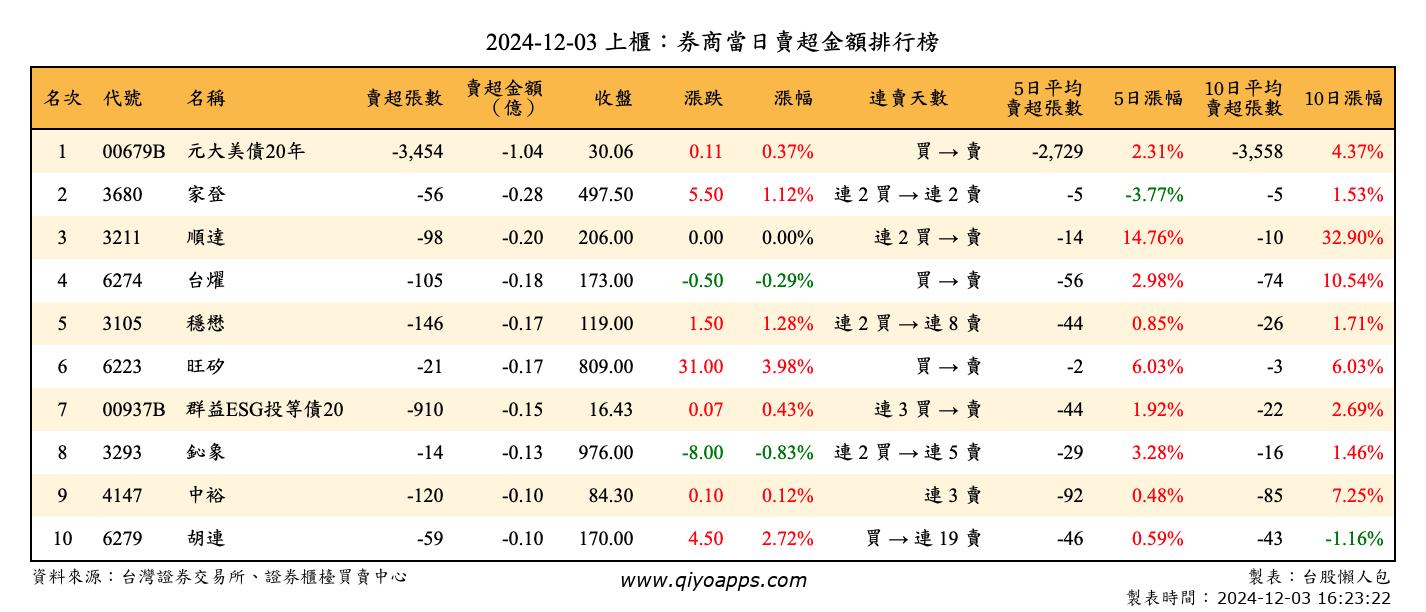 2024-12-03 上櫃：券商當日賣超金額排行榜
名次 代號 名稱 賣超張數 賣超金額（億） 收盤 漲跌 漲幅 連賣天數 5日平均賣超張數 5日漲幅 10日平均賣超張數 10日漲幅
1 00679B 元大美債20年 -3,454 -1.04 30.06 0.11 0.37% 買 → 賣 -2,729 2.31% -3,558 4.37%
2 3680 家登 -56 -0.28 497.50 5.50 1.12% 連 2 買 → 連 2 賣 -5 -3.77% -5 1.53%
3 3211 順達 -98 -0.20 206.00 0.00 0.00% 連 2 買 → 賣 -14 14.76% -10 32.90%
4 6274 台燿 -105 -0.18 173.00 -0.50 -0.29% 買 → 賣 -56 2.98% -74 10.54%
5 3105 穩懋 -146 -0.17 119.00 1.50 1.28% 連 2 買 → 連 8 賣 -44 0.85% -26 1.71%
6 6223 旺矽 -21 -0.17 809.00 31.00 3.98% 買 → 賣 -2 6.03% -3 6.03%
7 00937B 群益ESG投等債20 -910 -0.15 16.43 0.07 0.43% 連 3 買 → 賣 -44 1.92% -22 2.69%
8 3293 鈊象 -14 -0.13 976.00 -8.00 -0.83% 連 2 買 → 連 5 賣 -29 3.28% -16 1.46%
9 4147 中裕 -120 -0.10 84.30 0.10 0.12% 連 3 賣 -92 0.48% -85 7.25%
10 6279 胡連 -59 -0.10 170.00 4.50 2.72% 買 → 連 19 賣 -46 0.59% -43 -1.16%
資料來源：台灣證券交易所、證券櫃檯買賣中心 www.qiyoapps.com 製表：台股懶人包
製表時間：2024-12-03 16:23:22